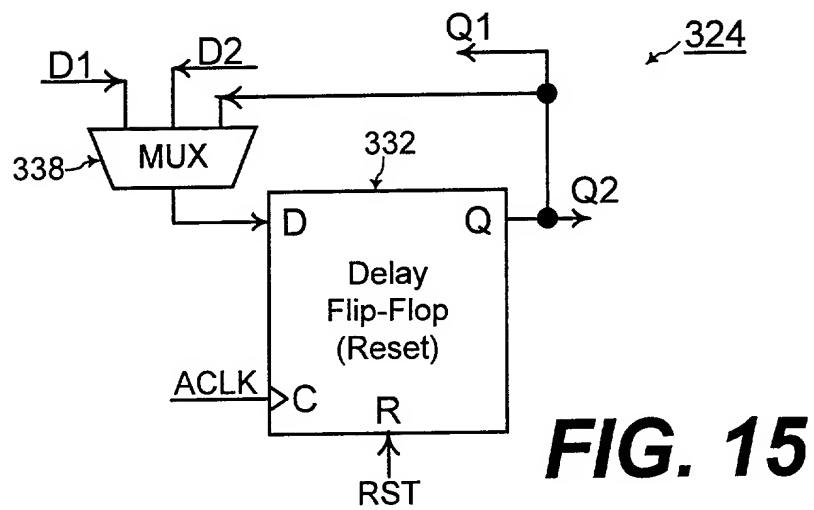 Q1
324
D1
D2
MUX
338
332
Q2
D
Q
Delay
Flip-Flop
(Reset)
ACLK
C
R
RST
FIG. 15